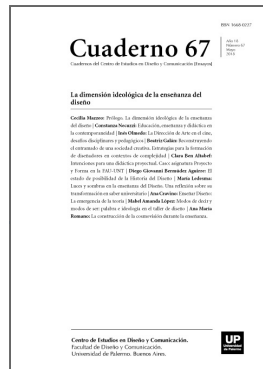 ISSN 1668-0227
Año 18
Número 67
Mayo
2018
Cuaderno 67
Cuadernos del Centro de Estudios en Diseño y Comunicación [Ensayos]
La dimensión ideológica de la enseñanza del
diseño
Cecilia Mazzeo: Prólogo. La dimensión ideológica de la enseñanza
del diseño | Constanza Necuzzi: Educación, enseñanza y didáctica en
la contemporaneidad | Inés Olmedo: La Dirección de Arte en el cine,
desafíos disciplinares y pedagógicos | Beatriz Galán: Reconstruyendo
el entramado de una sociedad creativa. Estrategias para la formación
de diseñadores en contextos de complejidad | Clara Ben Altabef:
Intenciones para una didáctica proyectual. Caso: asignatura Proyecto
y Forma en la FAU-UNT | Diego Giovanni Bermúdez Aguirre: El
estado de posibilidad de la Historia del Diseño | María Ledesma:
Luces y sombras en la enseñanza del Diseño. Una reflexión sobre su
transformación en saber universitario | Ana Cravino: Enseñar Diseño:
La emergencia de la teoría | Mabel Amanda López: Modos de decir y
modos de ser: palabra e ideología en el taller de diseño | Ana María
Romano: La construcción de la cosmovisión durante la enseñanza.
Centro de Estudios en Diseño y Comunicación.
Facultad de Diseño y Comunicación.
Universidad de Palermo. Buenos Aires.
UP
Universidad
de Palermo